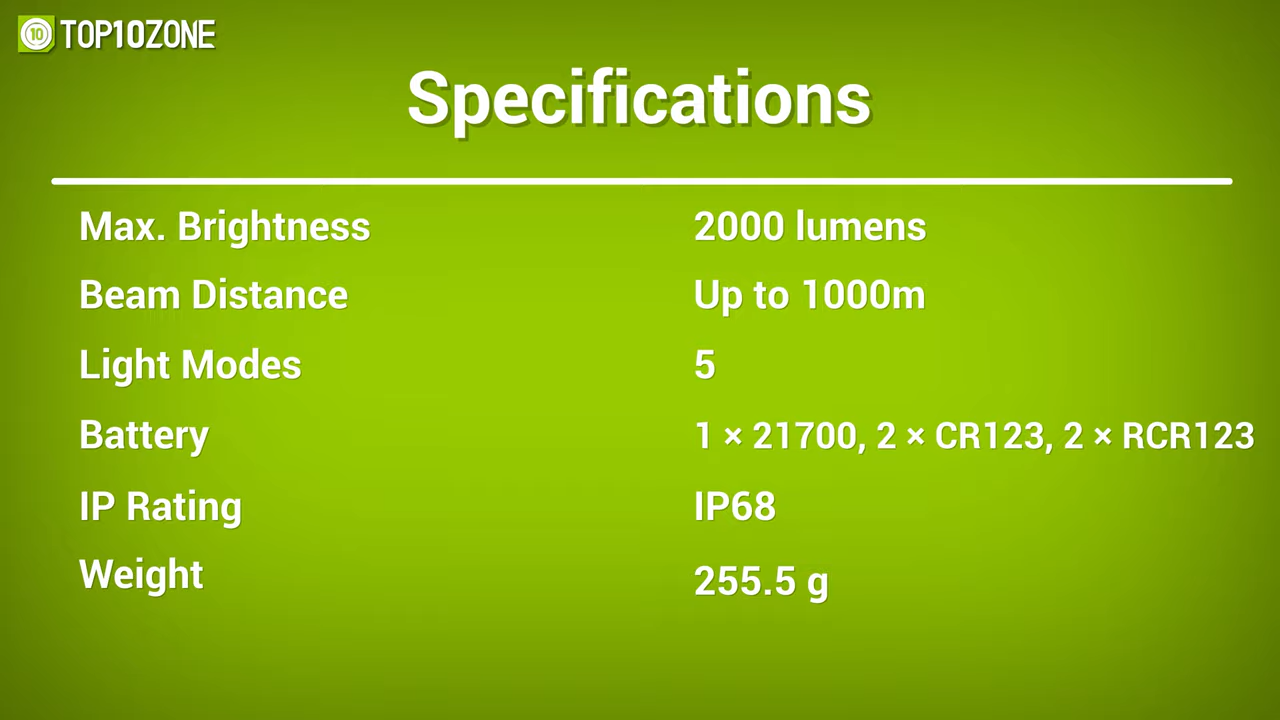 10 TOP10ZONE
Specifications
Max. Brightness 2000 lumens
Beam Distance Up to 1000m
Light Modes 5
Battery 1 × 21700, 2 × CR123, 2 × RCR123
IP Rating IP68
Weight 255.5 g